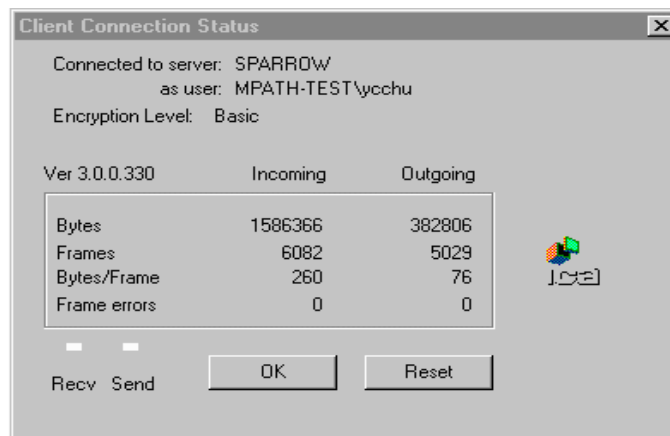 Client Connection Status
Connected to server: SPARROW
as user: MPATH-TEST\ycchu
Encryption Level: Basic
Ver 3.0.0.330 Incoming Outgoing
Bytes 1586366 382806
Frames 6082 5029
Bytes/Frame 260 76
Frame errors 0 0
Recv Send OK Reset